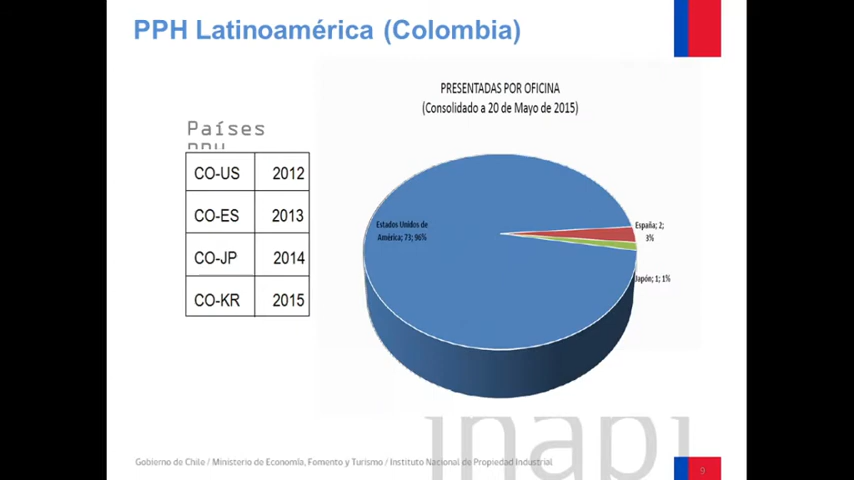 PPH Latinoamérica (Colombia)
PRESENTADAS POR OFICINA
(Consolidado a 20 de Mayo de 2015)
Países
PPH
CO-US 2012
CO-ES 2013
CO-JP 2014
CO-KR 2015
Estados Unidos de
América; 73; 96%
España; 2;
3%
Japón; 1; 1%
inapi
Gobierno de Chile / Ministerio de Economía, Fomento y Turismo / Instituto Nacional de Propiedad Industrial
9